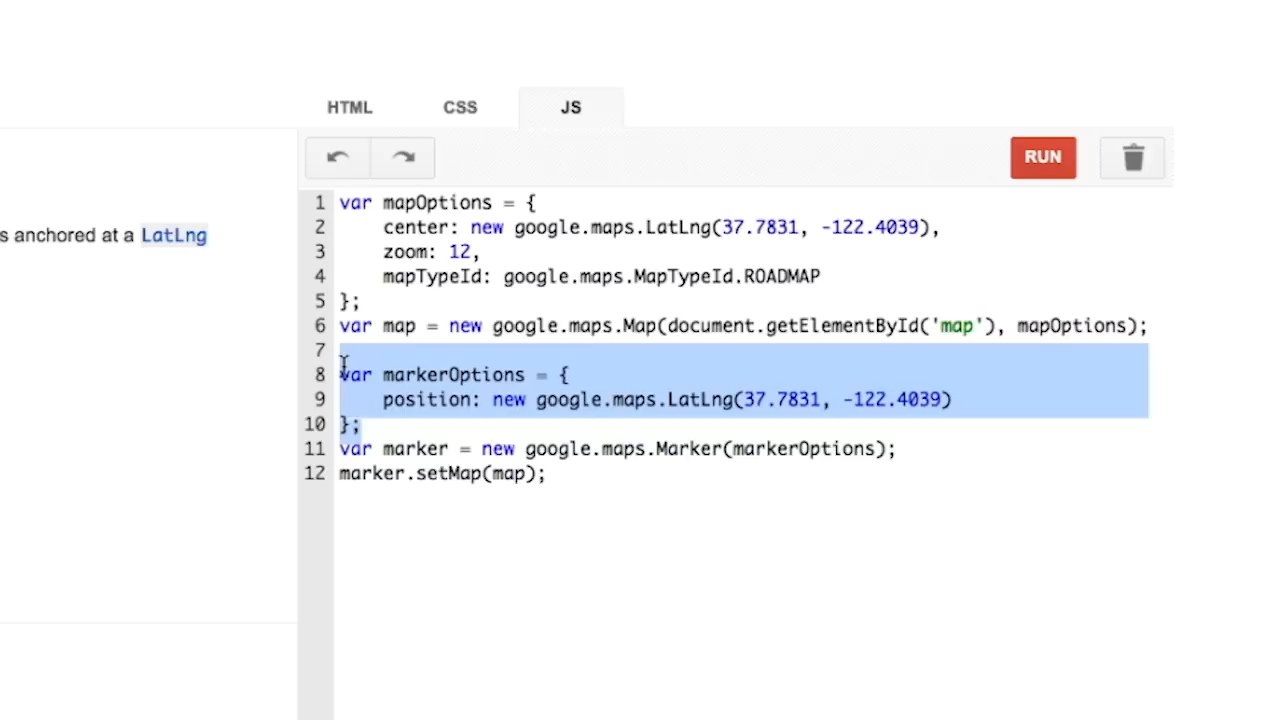 HTML CSS JS
RUN
s anchored at a LatLng
1 var mapOptions = {
2 center: new google.maps.LatLng(37.7831, -122.4039),
3 zoom: 12,
4 mapTypeId: google.maps.MapTypeId.ROADMAP
5 };
6 var map = new google.maps.Map(document.getElementById('map'), mapOptions);
7
8 var markerOptions = {
9 position: new google.maps.LatLng(37.7831, -122.4039)
10 };
11 var marker = new google.maps.Marker(markerOptions);
12 marker.setMap(map);